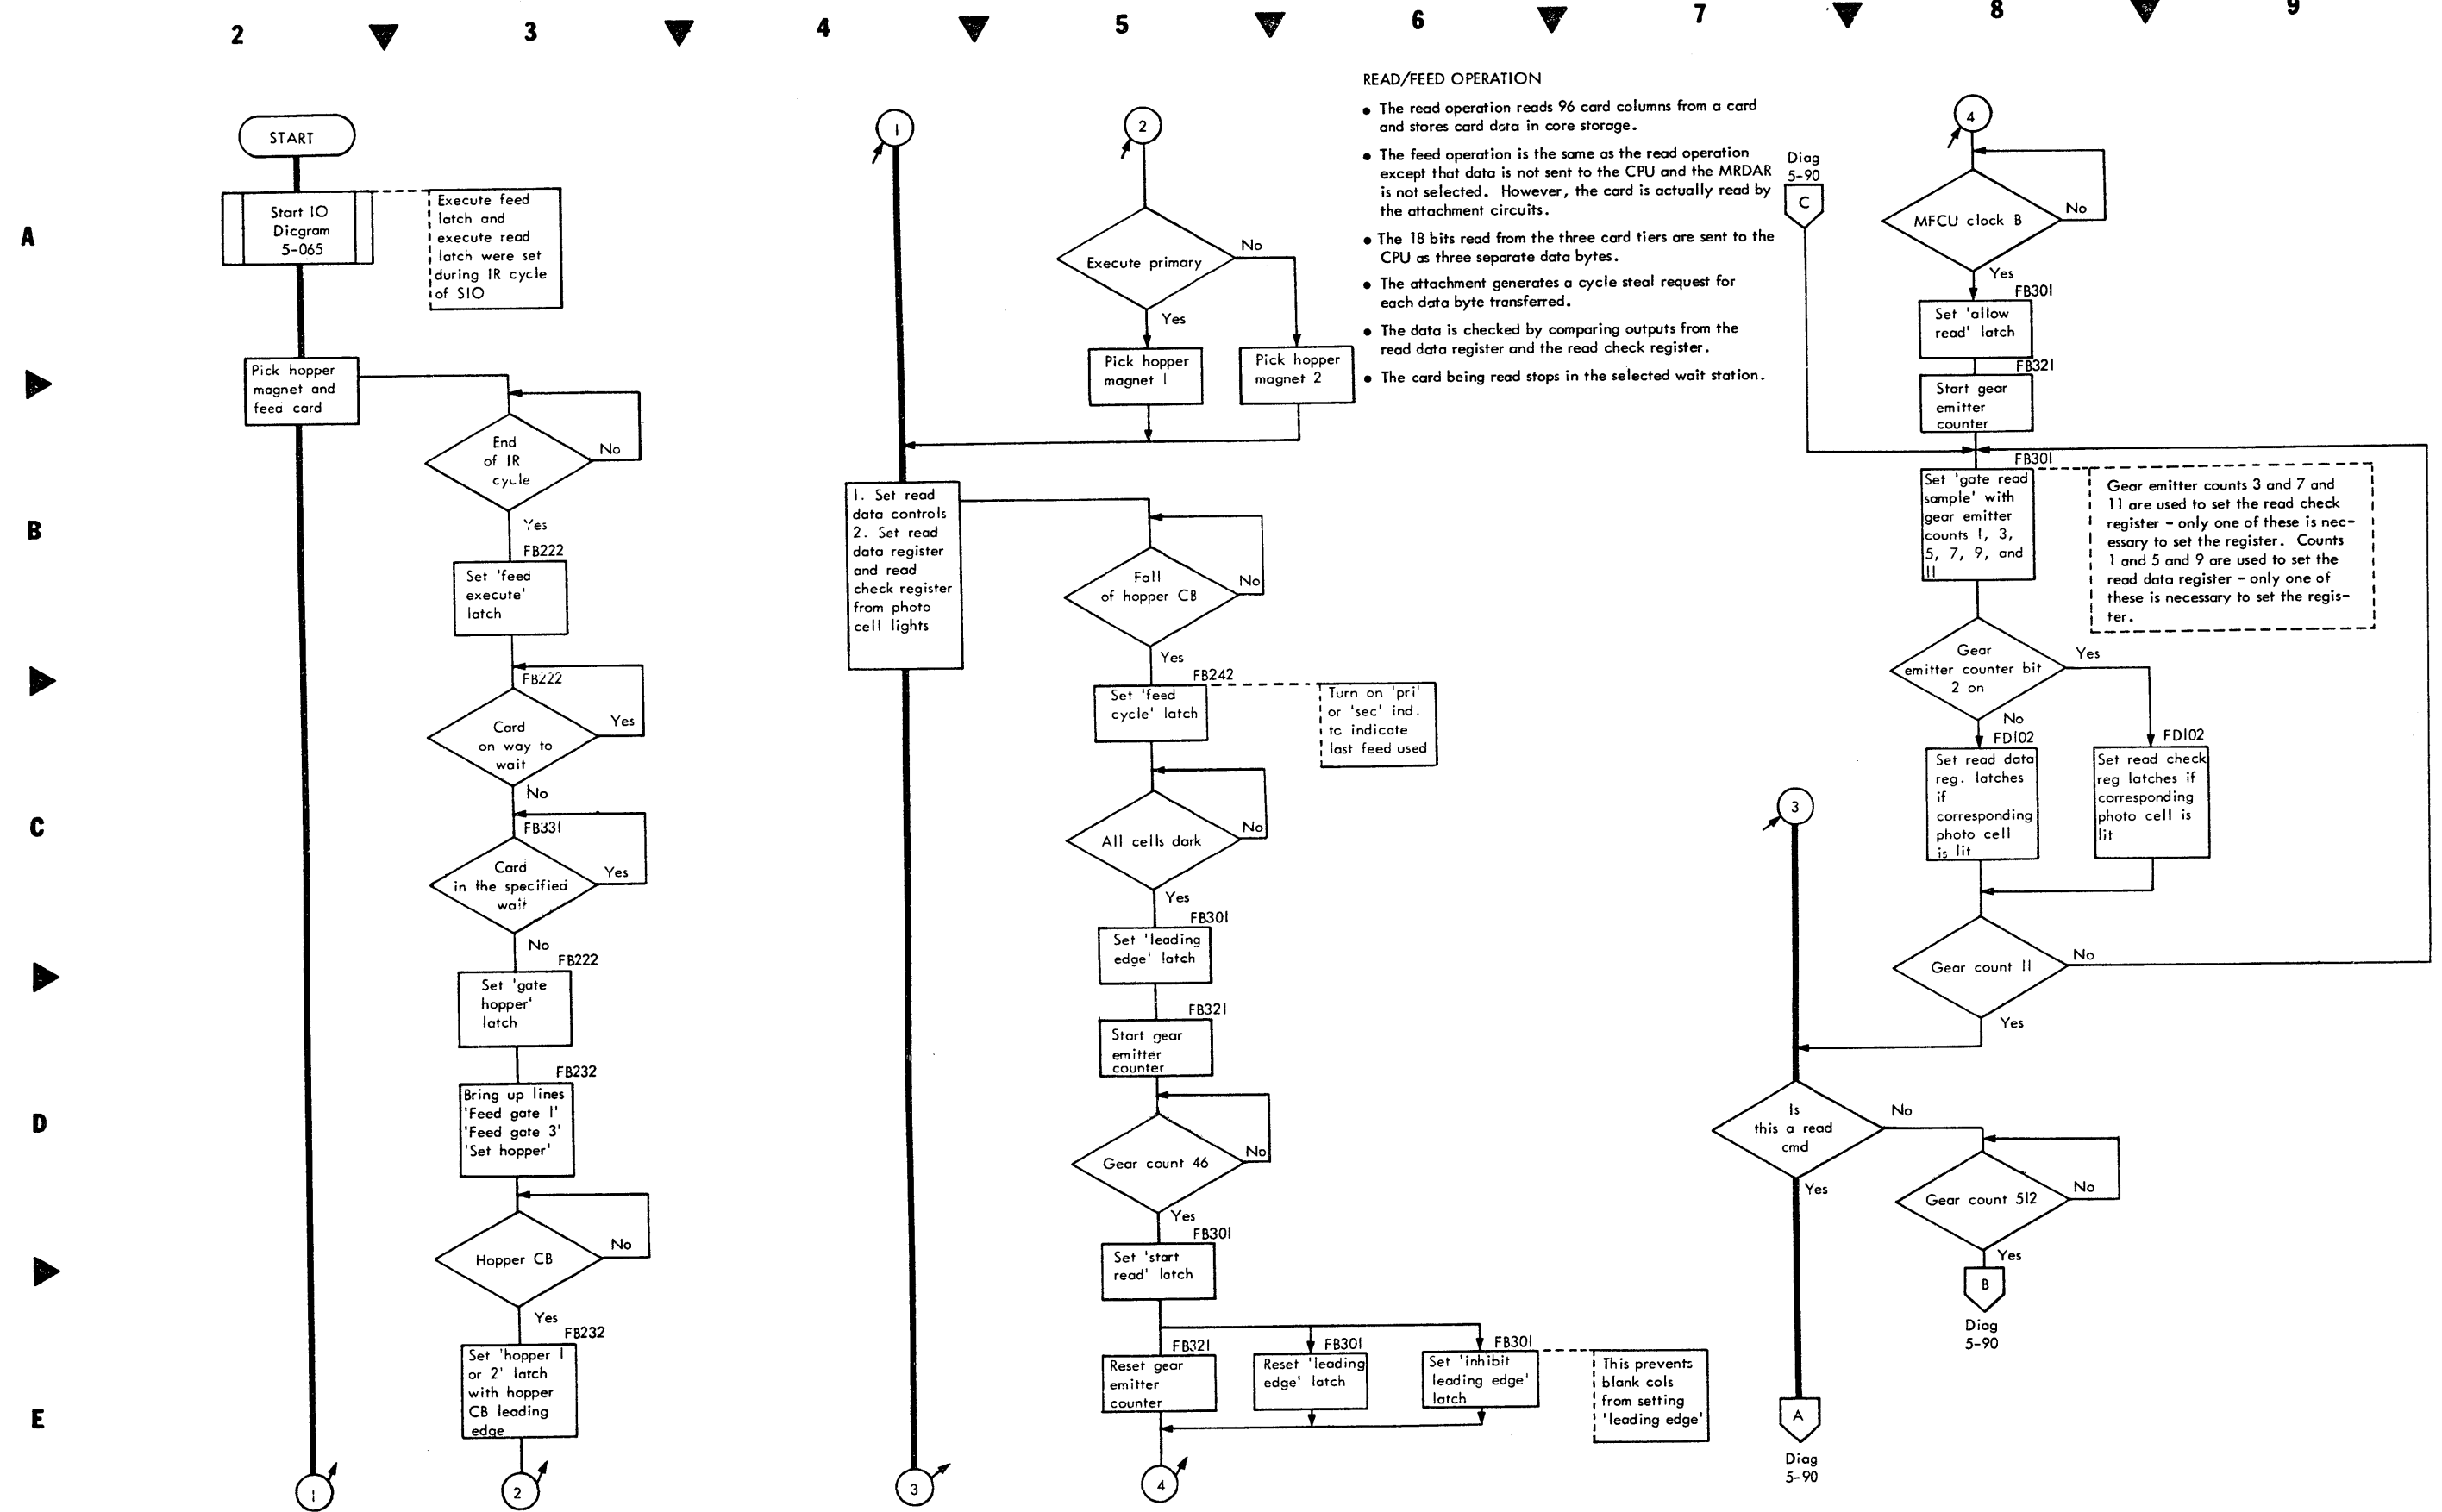 2
3
4
5
6
7
8
9
A
B
C
D
E
START
Start IO
Dicgram
5-065
Execute feed
latch and
execute read
latch were set
during IR cycle
of SIO
Pick hopper
magnet and
feed card
End
of IR
cycle
No
Yes
FB222
Set 'feed
execute'
latch
FB222
Card
on way to
wait
Yes
No
FB331
Card
in the specified
wait
Yes
No
FB222
Set 'gate
hopper'
latch
FB232
Bring up lines
'Feed gate 1'
'Feed gate 3'
'Set hopper'
Hopper CB
No
Yes
FB232
Set 'hopper 1
or 2' latch
with hopper
CB leading
edge
1
2
1
2
Execute primary
No
Yes
Pick hopper
magnet 1
Pick hopper
magnet 2
1. Set read
data controls
2. Set read
data register
and read
check register
from photo
cell lights
Fall
of hopper CB
No
Yes
FB242
Set 'feed
cycle' latch
Turn on 'pri'
or 'sec' ind.
to indicate
last feed used
All cells dark
No
Yes
FB301
Set 'leading
edge' latch
FB321
Start gear
emitter
counter
Gear count 46
No
Yes
FB301
Set 'start
read' latch
FB321
Reset gear
emitter
counter
FB301
Reset 'leading
edge' latch
FB301
Set 'inhibit
leading edge'
latch
This prevents
blank cols
from setting
'leading edge'
3
4
READ/FEED OPERATION
• The read operation reads 96 card columns from a card
and stores card data in core storage.
• The feed operation is the same as the read operation
except that data is not sent to the CPU and the MRDAR
is not selected. However, the card is actually read by
the attachment circuits.
• The 18 bits read from the three card tiers are sent to the
CPU as three separate data bytes.
• The attachment generates a cycle steal request for
each data byte transferred.
• The data is checked by comparing outputs from the
read data register and the read check register.
• The card being read stops in the selected wait station.
Diag
5-90
C
4
MFCU clock B
No
Yes
FB301
Set 'allow
read' latch
FB321
Start gear
emitter
counter
FB301
Set 'gate read
sample' with
gear emitter
counts 1, 3,
5, 7, 9, and
11
Gear emitter counts 3 and 7 and
11 are used to set the read check
register - only one of these is nec-
essary to set the register. Counts
1 and 5 and 9 are used to set the
read data register - only one of
these is necessary to set the regis-
ter.
Gear
emitter counter bit
2 on
Yes
No
FD102
Set read data
reg. latches
if
corresponding
photo cell
is lit
FD102
Set read check
reg latches if
corresponding
photo cell is
lit
Gear count 11
No
Yes
3
Is
this a read
cmd
No
Yes
Gear count 512
No
Yes
B
Diag
5-90
A
Diag
5-90